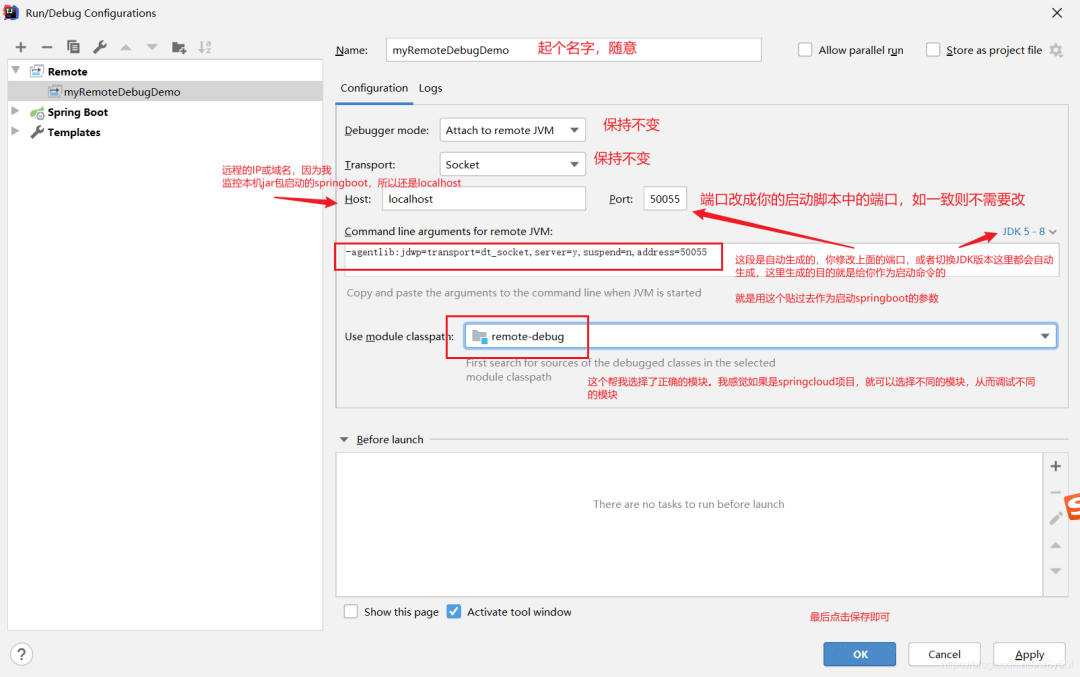 Run/Debug Configurations
Name:
myRemoteDebugDemo
起个名字，随意
Allow parallel run
Store as project file
Remote
myRemoteDebugDemo
Spring Boot
Templates
Configuration
Logs
Debugger mode:
Attach to remote JVM
保持不变
Transport:
Socket
保持不变
远程的IP或域名，因为我
监控本机jar包启动的springboot，所以还是localhost
Host:
localhost
Port:
50055
端口改成你的启动脚本中的端口，如一致则不需要改
Command line arguments for remote JVM:
JDK 5 - 8
-agentlib:jdwp=transport=dt_socket,server=y,suspend=n,address=50055
这段是自动生成的，你修改上面的端口，或者切换JDK版本这里都会自动
生成，这里生成的目的就是给你作为启动命令的
Copy and paste the arguments to the command line when JVM is started
就是用这个贴过去作为启动springboot的参数
Use module classpath:
remote-debug
First search for sources of the debugged classes in the selected
module classpath
这个帮我选择了正确的模块。我感觉如果是springcloud项目，就可以选择不同的模块，从而调试不同
的模块
Before launch
There are no tasks to run before launch
Show this page
Activate tool window
最后点击保存即可
?
OK
Cancel
Apply